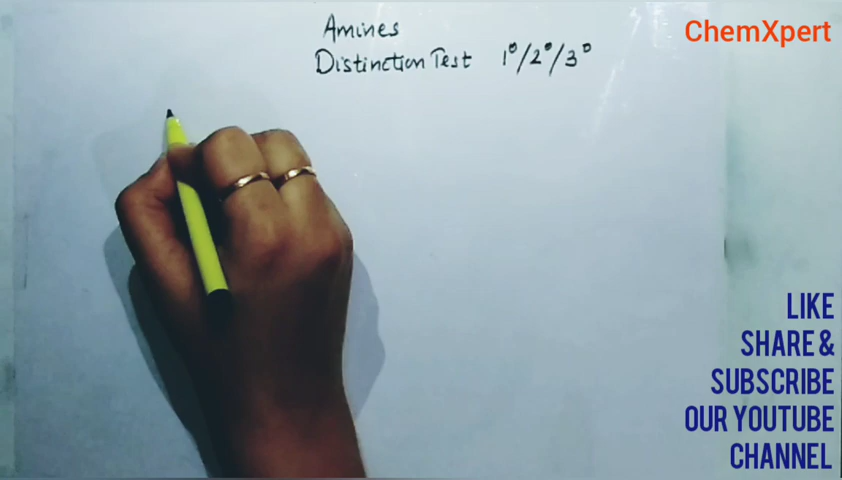 Amines
Distinction Test 1°/2°/3°
ChemXpert
LIKE
SHARE &
SUBSCRIBE
OUR YOUTUBE
CHANNEL